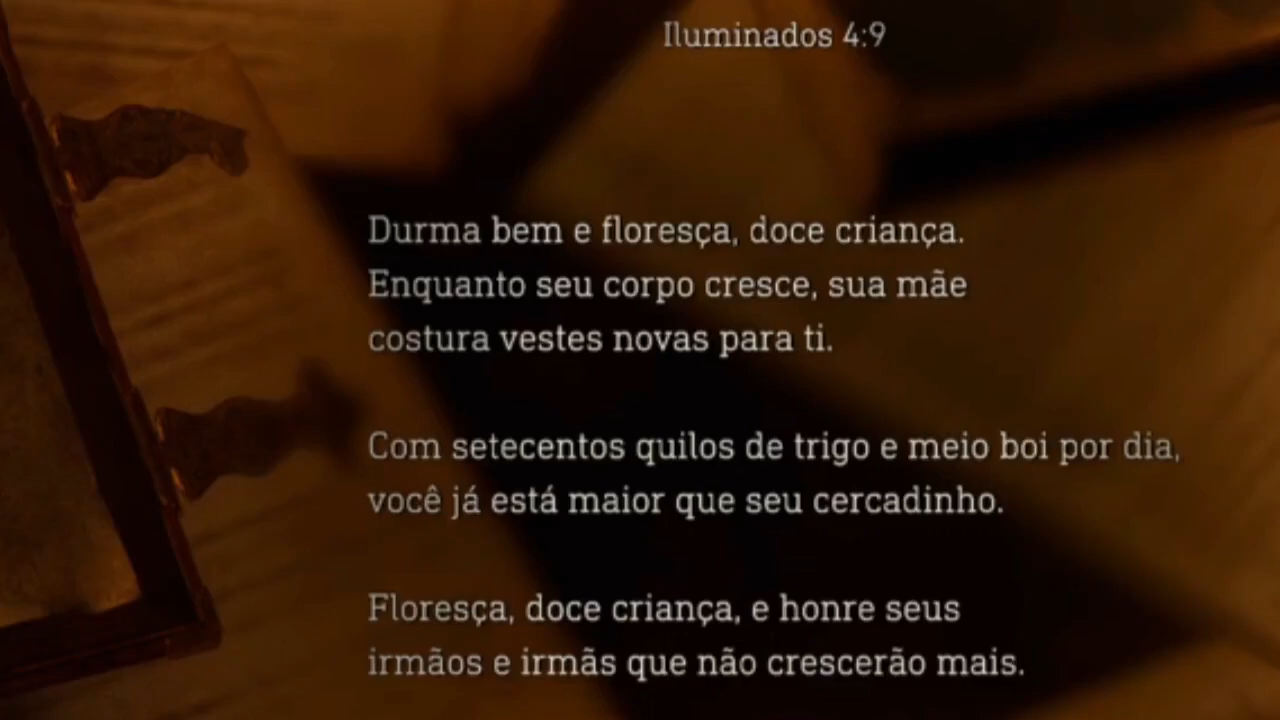 Iluminados 4:9
Durma bem e floresça, doce criança.
Enquanto seu corpo cresce, sua mãe
costura vestes novas para ti.
Com setecentos quilos de trigo e meio boi por dia,
você já está maior que seu cercadinho.
Floresça, doce criança, e honre seus
irmãos e irmãs que não crescerão mais.